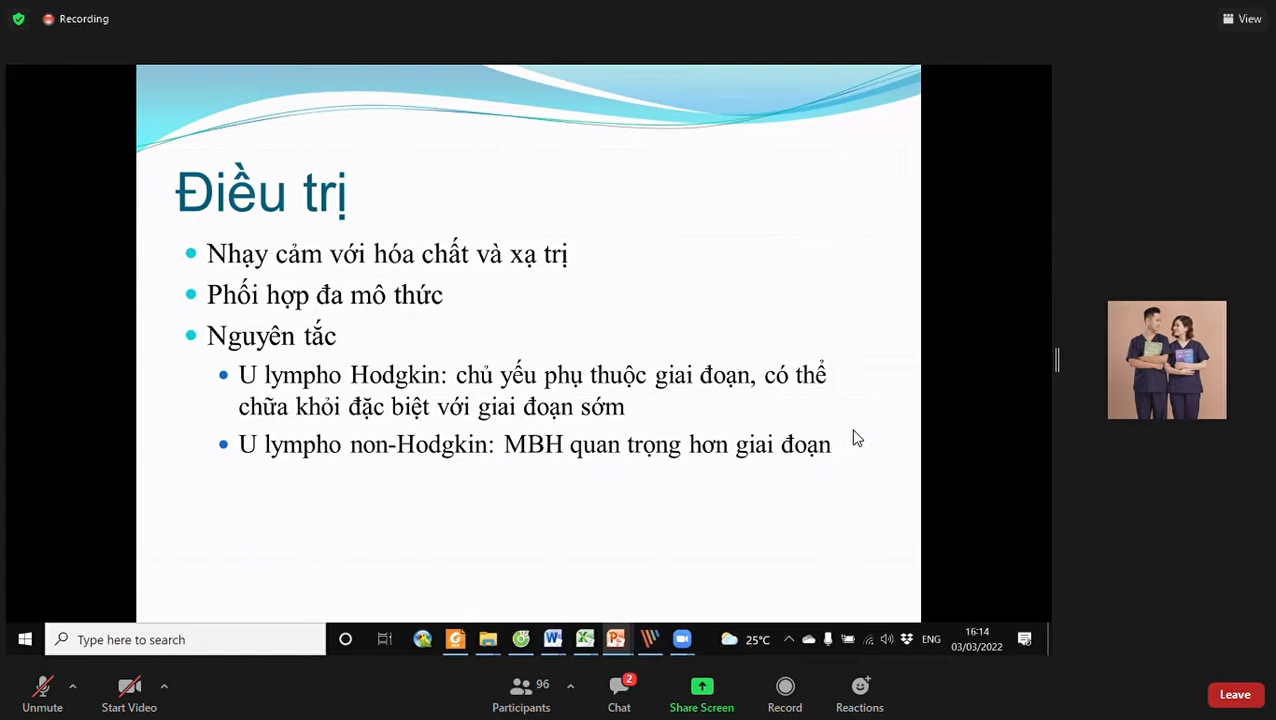 Recording
View
Điều trị
Nhạy cảm với hóa chất và xạ trị
Phối hợp đa mô thức
Nguyên tắc
U lympho Hodgkin: chủ yếu phụ thuộc giai đoạn, có thể
chữa khỏi đặc biệt với giai đoạn sớm
U lympho non-Hodgkin: MBH quan trọng hơn giai đoạn
Type here to search
25°C
ENG
16:14
03/03/2022
Unmute
Start Video
96
Participants
2
Chat
Share Screen
Record
Reactions
Leave